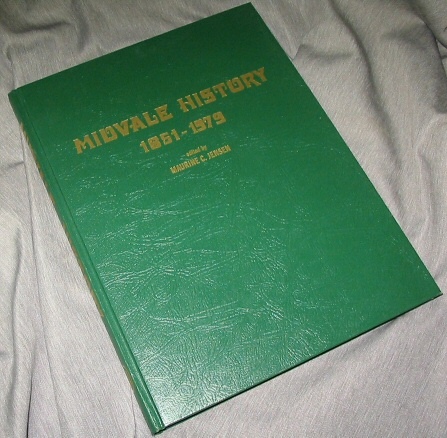 MIDVALE HISTORY
1851-1979
edited by
MAURINE C. JENSEN